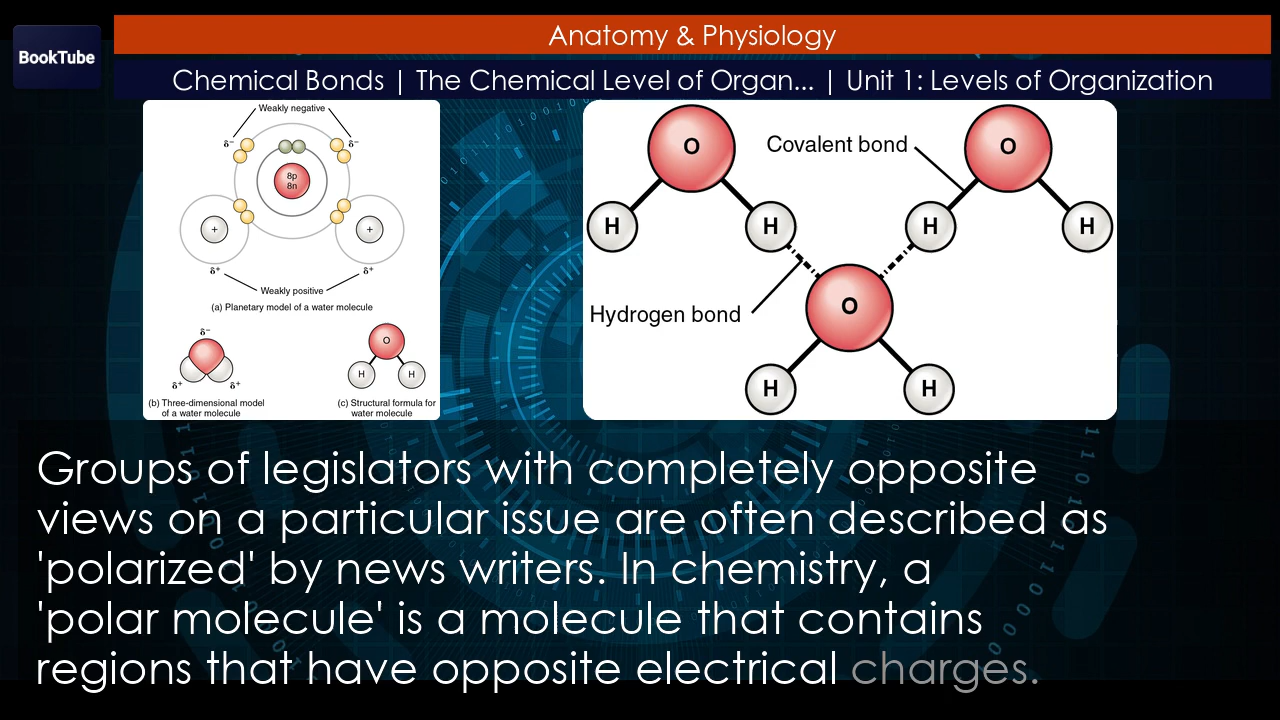 BookTube
Anatomy & Physiology
Chemical Bonds | The Chemical Level of Organ... | Unit 1: Levels of Organization
Weakly negative
δ⁻
δ⁻
8p
8n
+
+
δ⁺
δ⁺
Weakly positive
(a) Planetary model of a water molecule
δ⁻
δ⁺
δ⁺
(b) Three-dimensional model
of a water molecule
O
H
H
(c) Structural formula for
water molecule
O
Covalent bond
O
H
H
H
H
Hydrogen bond
O
H
H
Groups of legislators with completely opposite
views on a particular issue are often described as
'polarized' by news writers. In chemistry, a
'polar molecule' is a molecule that contains
regions that have opposite electrical charges.